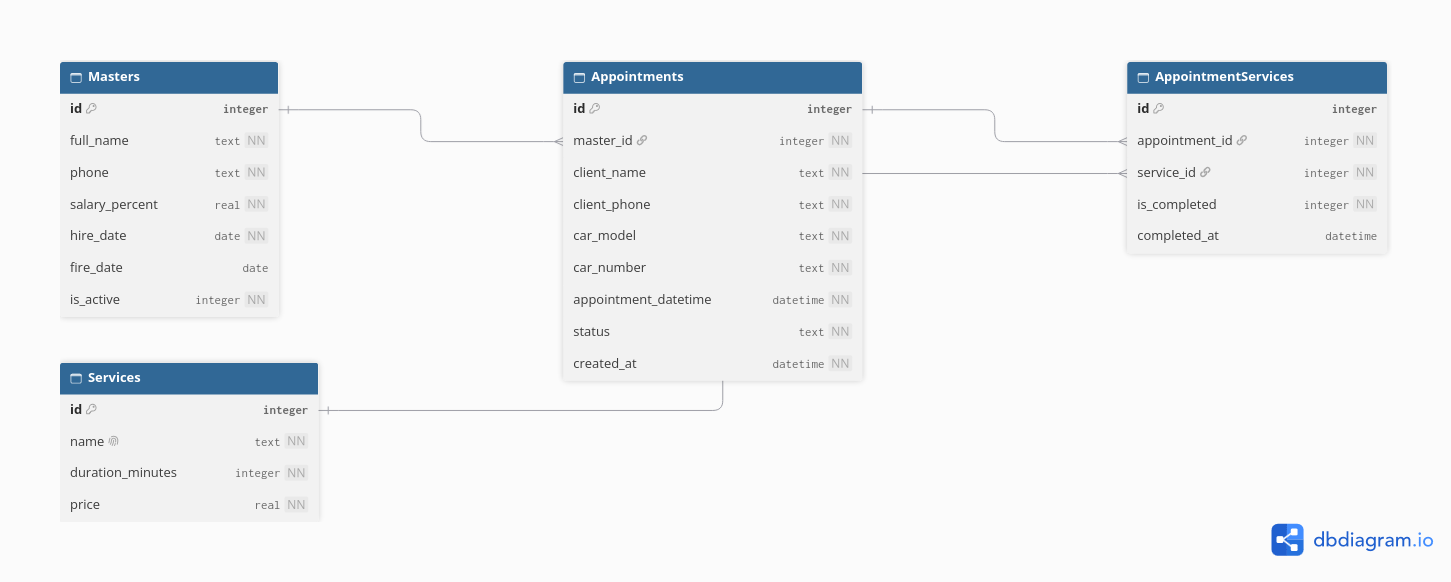 Masters
id integer
full_name text NN
phone text NN
salary_percent real NN
hire_date date NN
fire_date date
is_active integer NN
Services
id integer
name text NN
duration_minutes integer NN
price real NN
Appointments
id integer
master_id integer NN
client_name text NN
client_phone text NN
car_model text NN
car_number text NN
appointment_datetime datetime NN
status text NN
created_at datetime NN
AppointmentServices
id integer
appointment_id integer NN
service_id integer NN
is_completed integer NN
completed_at datetime
dbdiagram.io